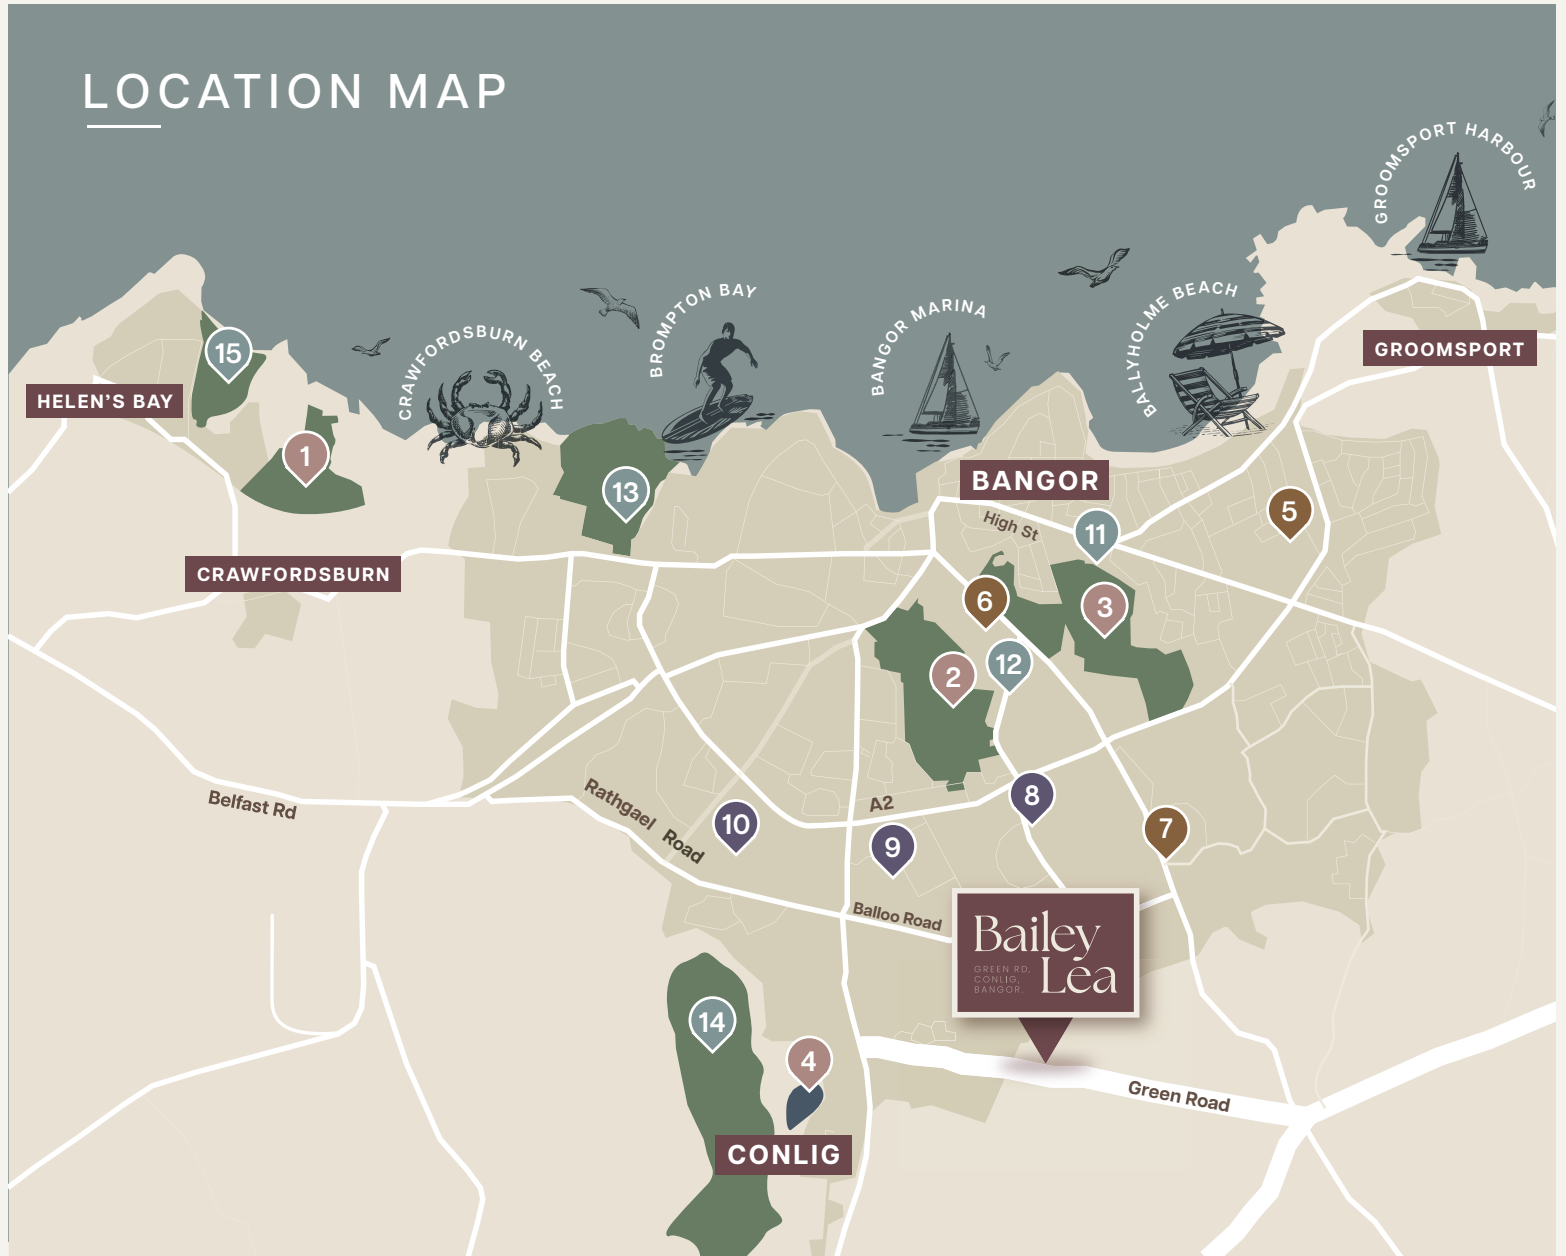 LOCATION MAP
GROOMSPORT HARBOUR
BROMPTON BAY
BALLYHOLME BEACH
BANGOR MARINA
CRAWFORDSBURN BEACH
15
GROOMSPORT
HELEN'S BAY
1
BANGOR
13
High St
11
5
CRAWFORDSBURN
6
3
12
2
Belfast Rd
Rathgael Road
10
A2
8
9
7
Balloo Road
Bailey
Lea
GREEN RD,
CONLIG,
BANGOR.
14
4
Green Road
CONLIG